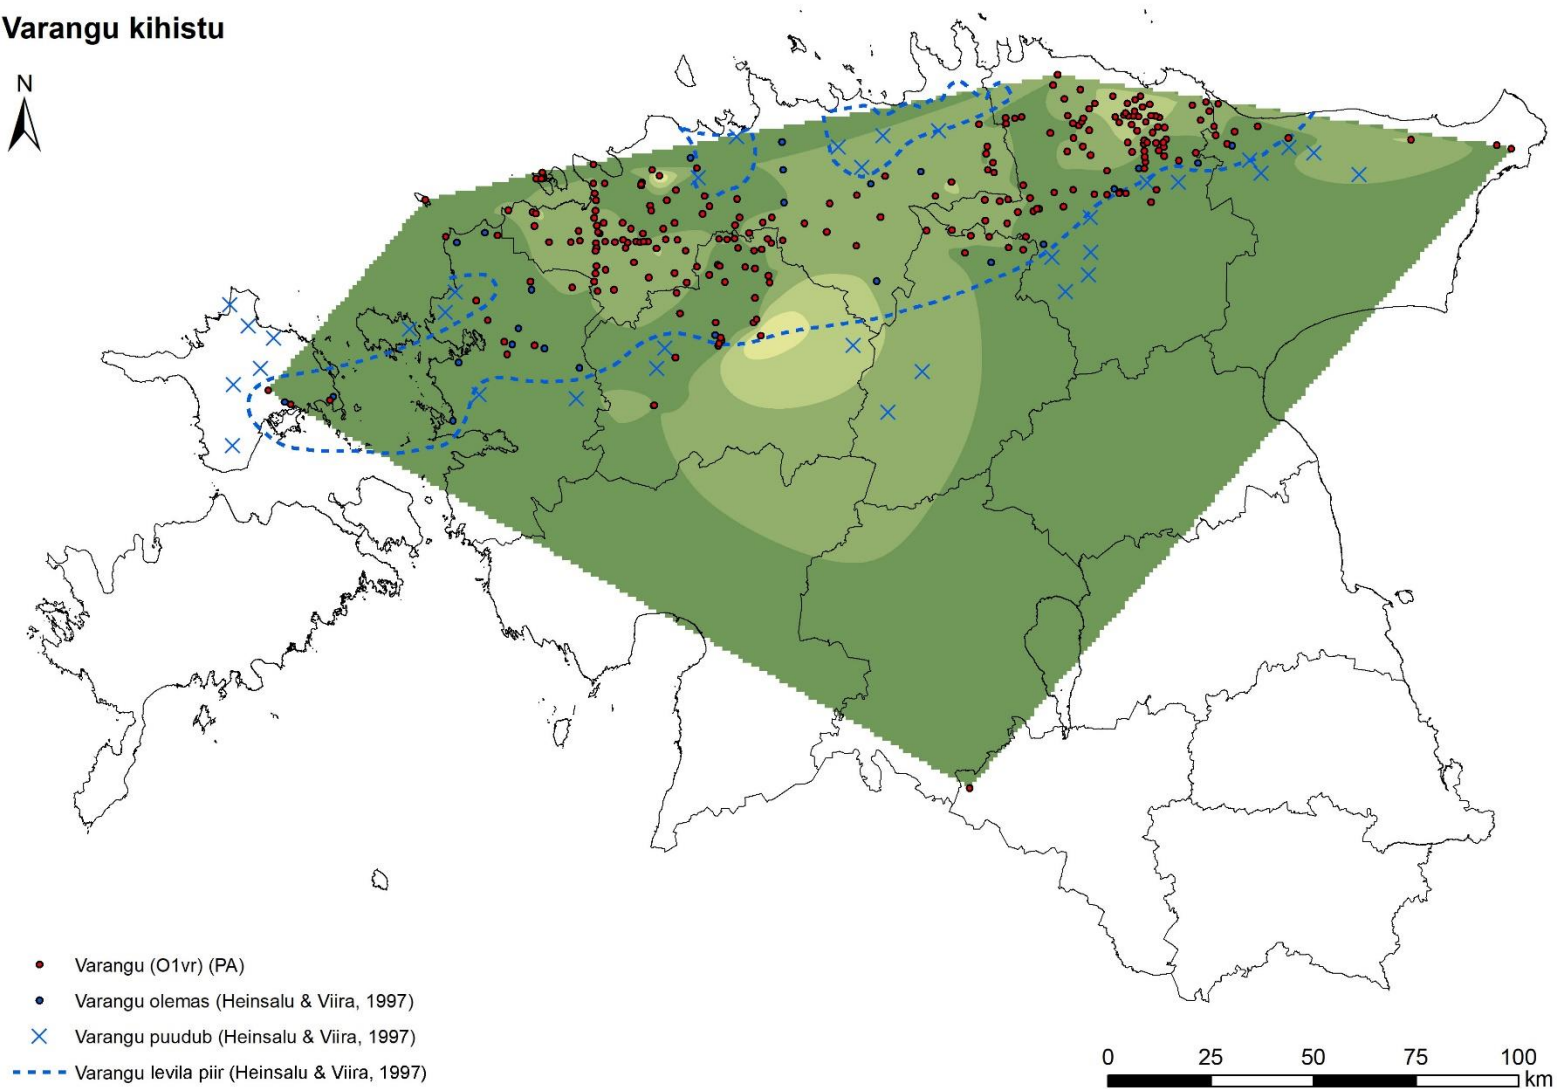 Varangu kihistu
N
Varangu (O1vr) (PA)
Varangu olemas (Heinsalu & Viira, 1997)
Varangu puudub (Heinsalu & Viira, 1997)
Varangu levila piir (Heinsalu & Viira, 1997)
0 25 50 75 100
km